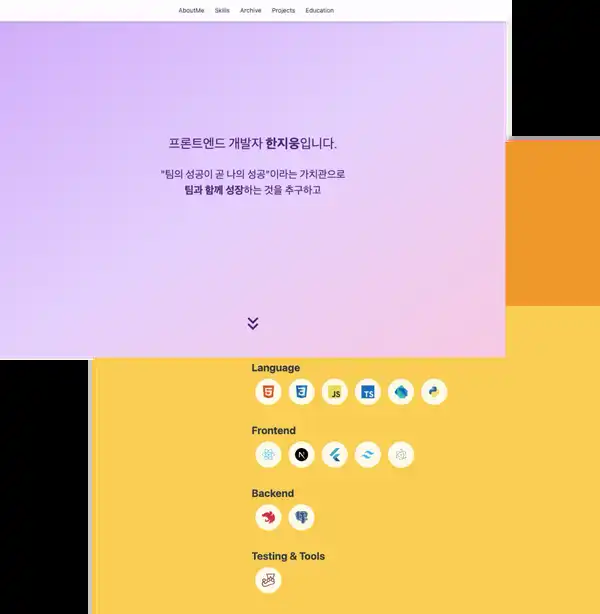 AboutMe Skills Archive Projects Education
프론트엔드 개발자 한지웅입니다.
"팀의 성공이 곧 나의 성공"이라는 가치관으로
팀과 함께 성장하는 것을 추구하고
Language
JS
TS
Frontend
Backend
Testing & Tools